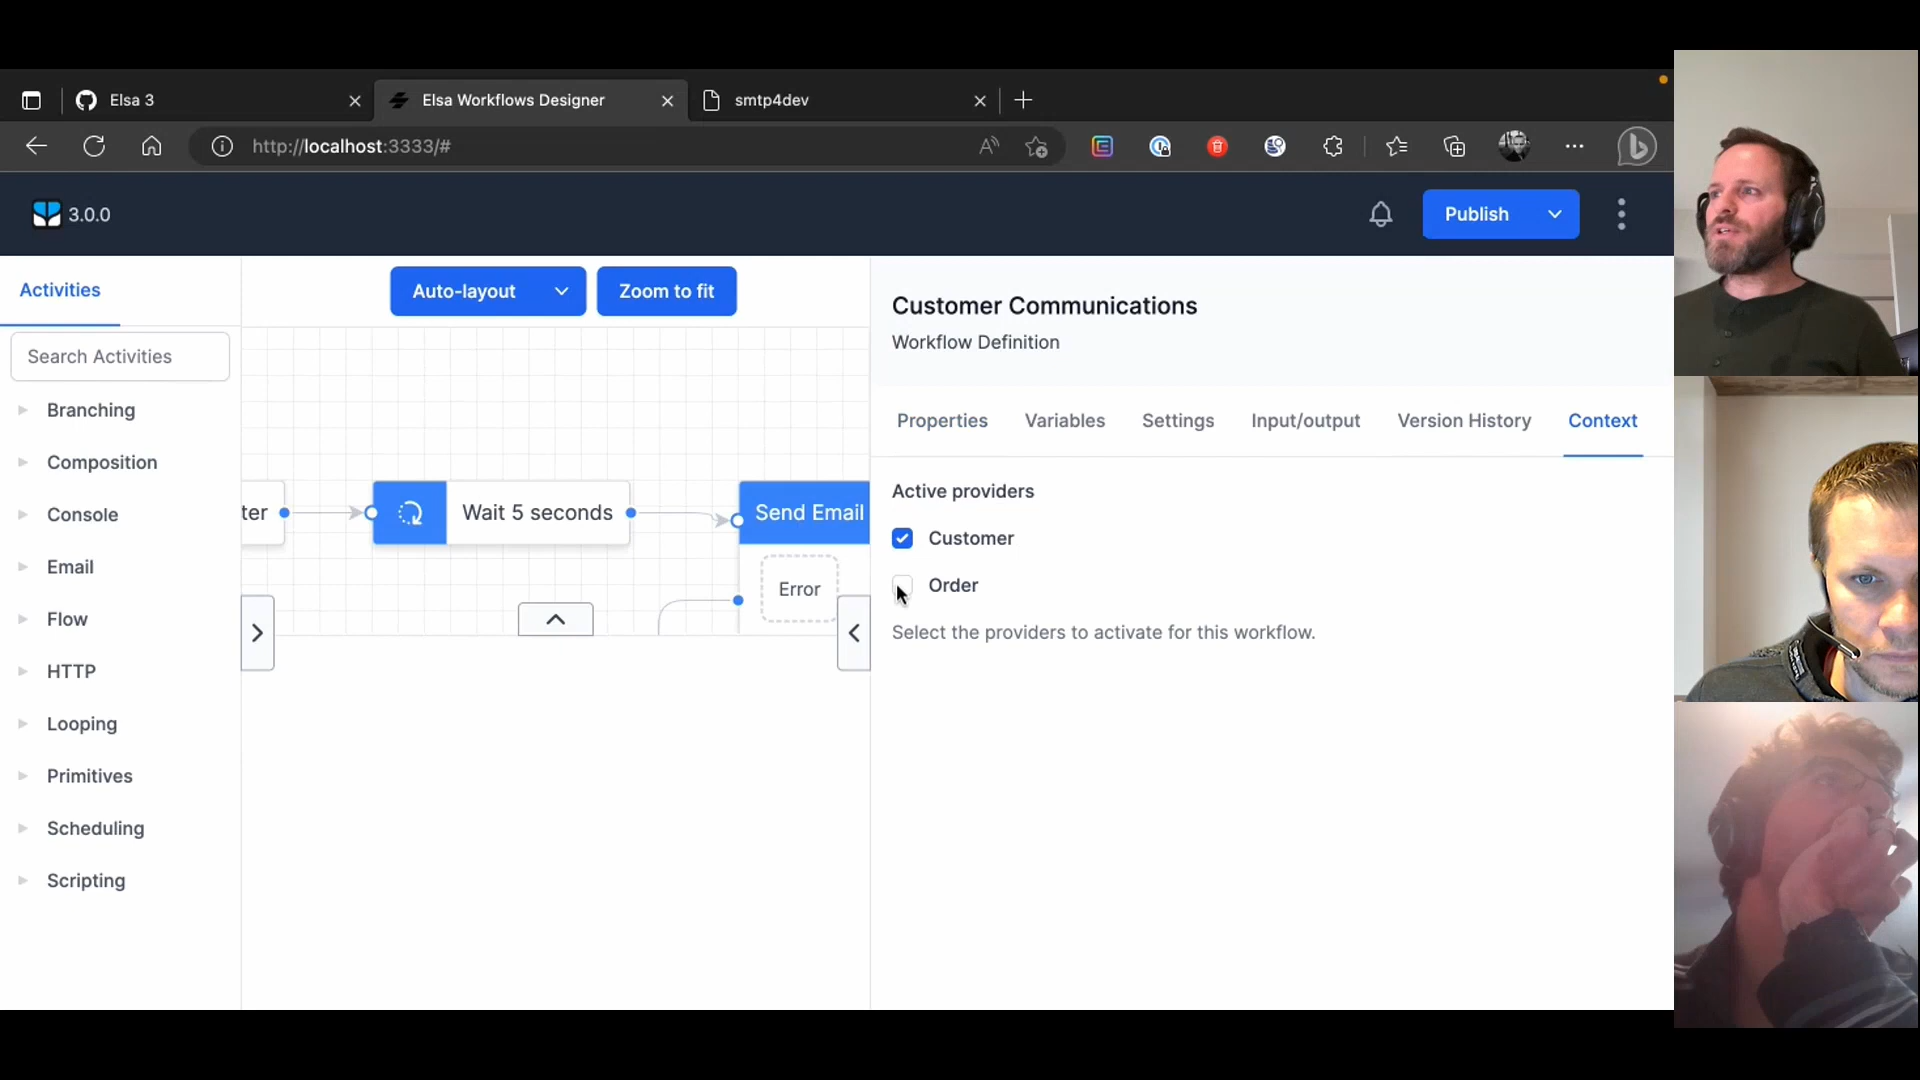 Elsa 3
Elsa Workflows Designer
smtp4dev
http://localhost:3333/#
3.0.0
Publish
Activities
Auto-layout
Zoom to fit
Search Activities
Branching
Composition
Console
Email
Flow
HTTP
Looping
Primitives
Scheduling
Scripting
ter
Wait 5 seconds
Send Email
Error
Customer Communications
Workflow Definition
Properties
Variables
Settings
Input/output
Version History
Context
Active providers
Customer
Order
Select the providers to activate for this workflow.